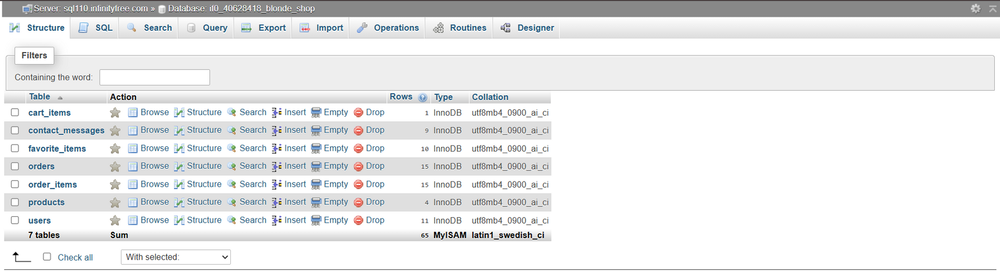 Server: sql110.infinityfree.com » Database: if0_40628418_blonde_shop
Structure SQL Search Query Export Import Operations Routines Designer
Filters
Containing the word:
Table Action Rows Type Collation
cart_items Browse Structure Search Insert Empty Drop 1 InnoDB utf8mb4_0900_ai_ci
contact_messages Browse Structure Search Insert Empty Drop 9 InnoDB utf8mb4_0900_ai_ci
favorite_items Browse Structure Search Insert Empty Drop 10 InnoDB utf8mb4_0900_ai_ci
orders Browse Structure Search Insert Empty Drop 15 InnoDB utf8mb4_0900_ai_ci
order_items Browse Structure Search Insert Empty Drop 15 InnoDB utf8mb4_0900_ai_ci
products Browse Structure Search Insert Empty Drop 4 InnoDB utf8mb4_0900_ai_ci
users Browse Structure Search Insert Empty Drop 11 InnoDB utf8mb4_0900_ai_ci
7 tables Sum 65 MyISAM latin1_swedish_ci
Check all With selected: